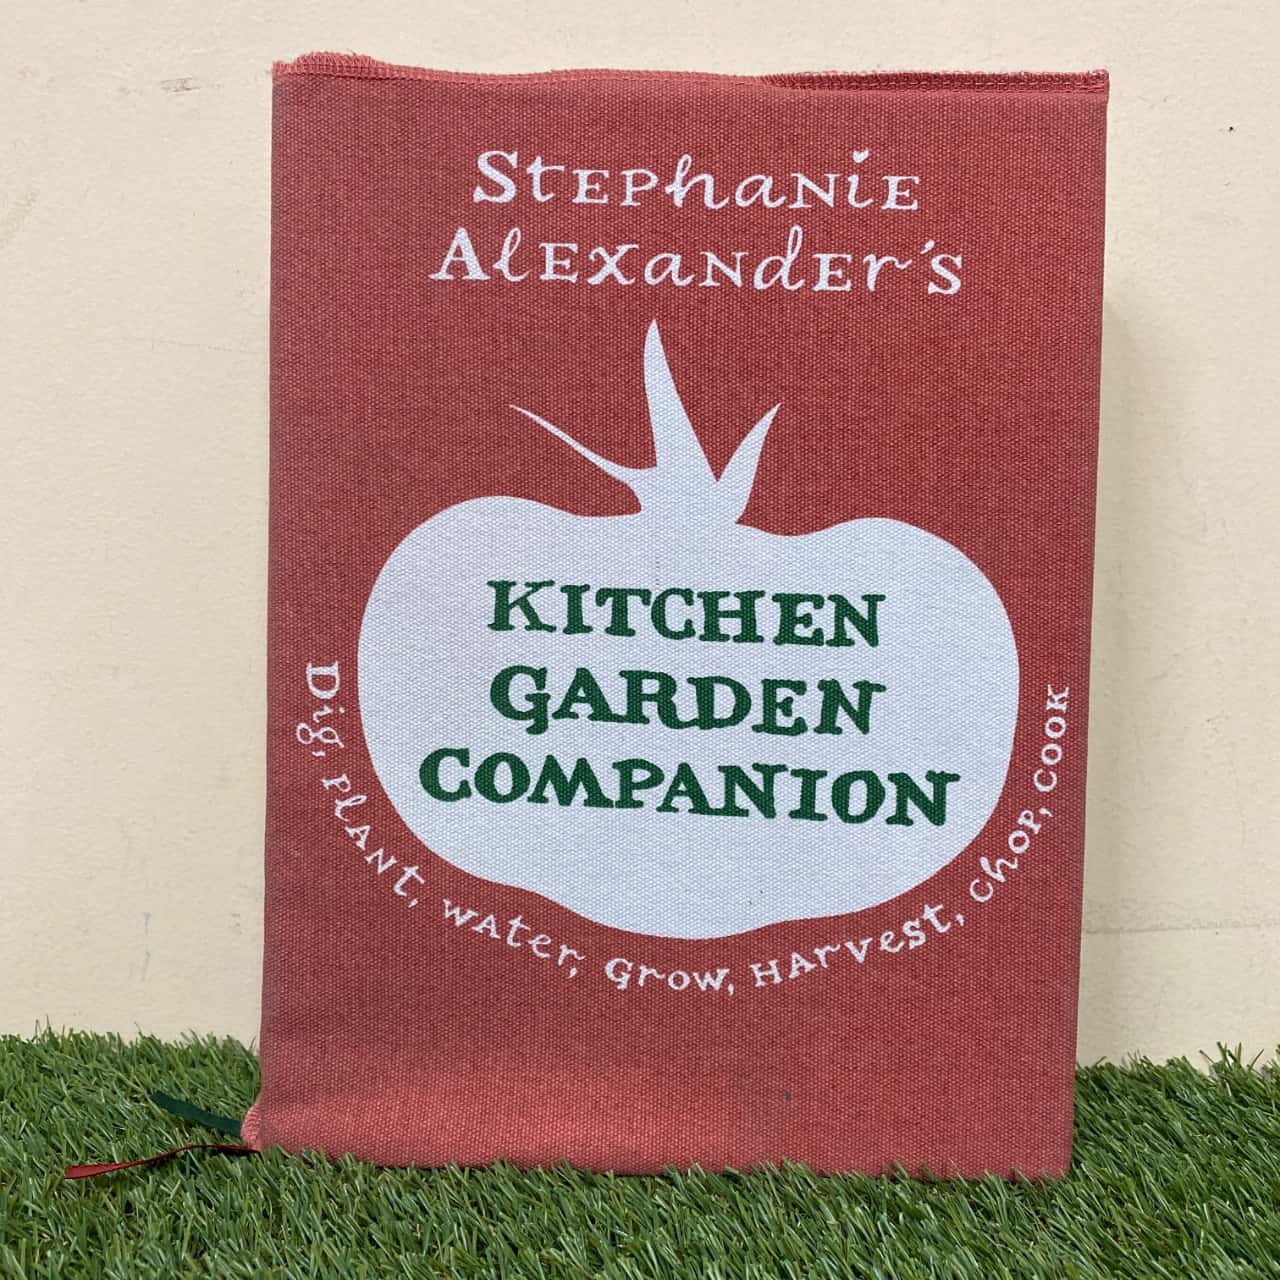 Stephanie
Alexander's
KITCHEN
GARDEN
COMPANION
Dig, plant, water, grow, harvest, chop, cook